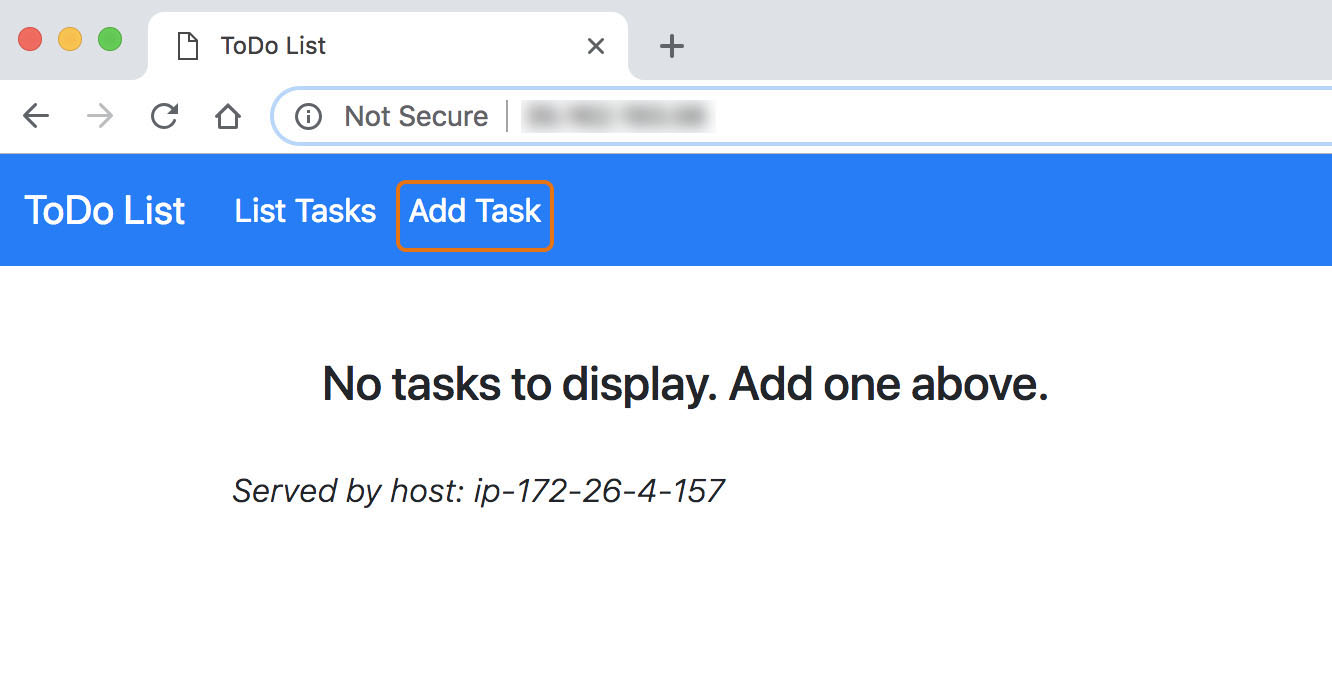 ToDo List
Not Secure
ToDo List List Tasks Add Task
No tasks to display. Add one above.
Served by host: ip-172-26-4-157